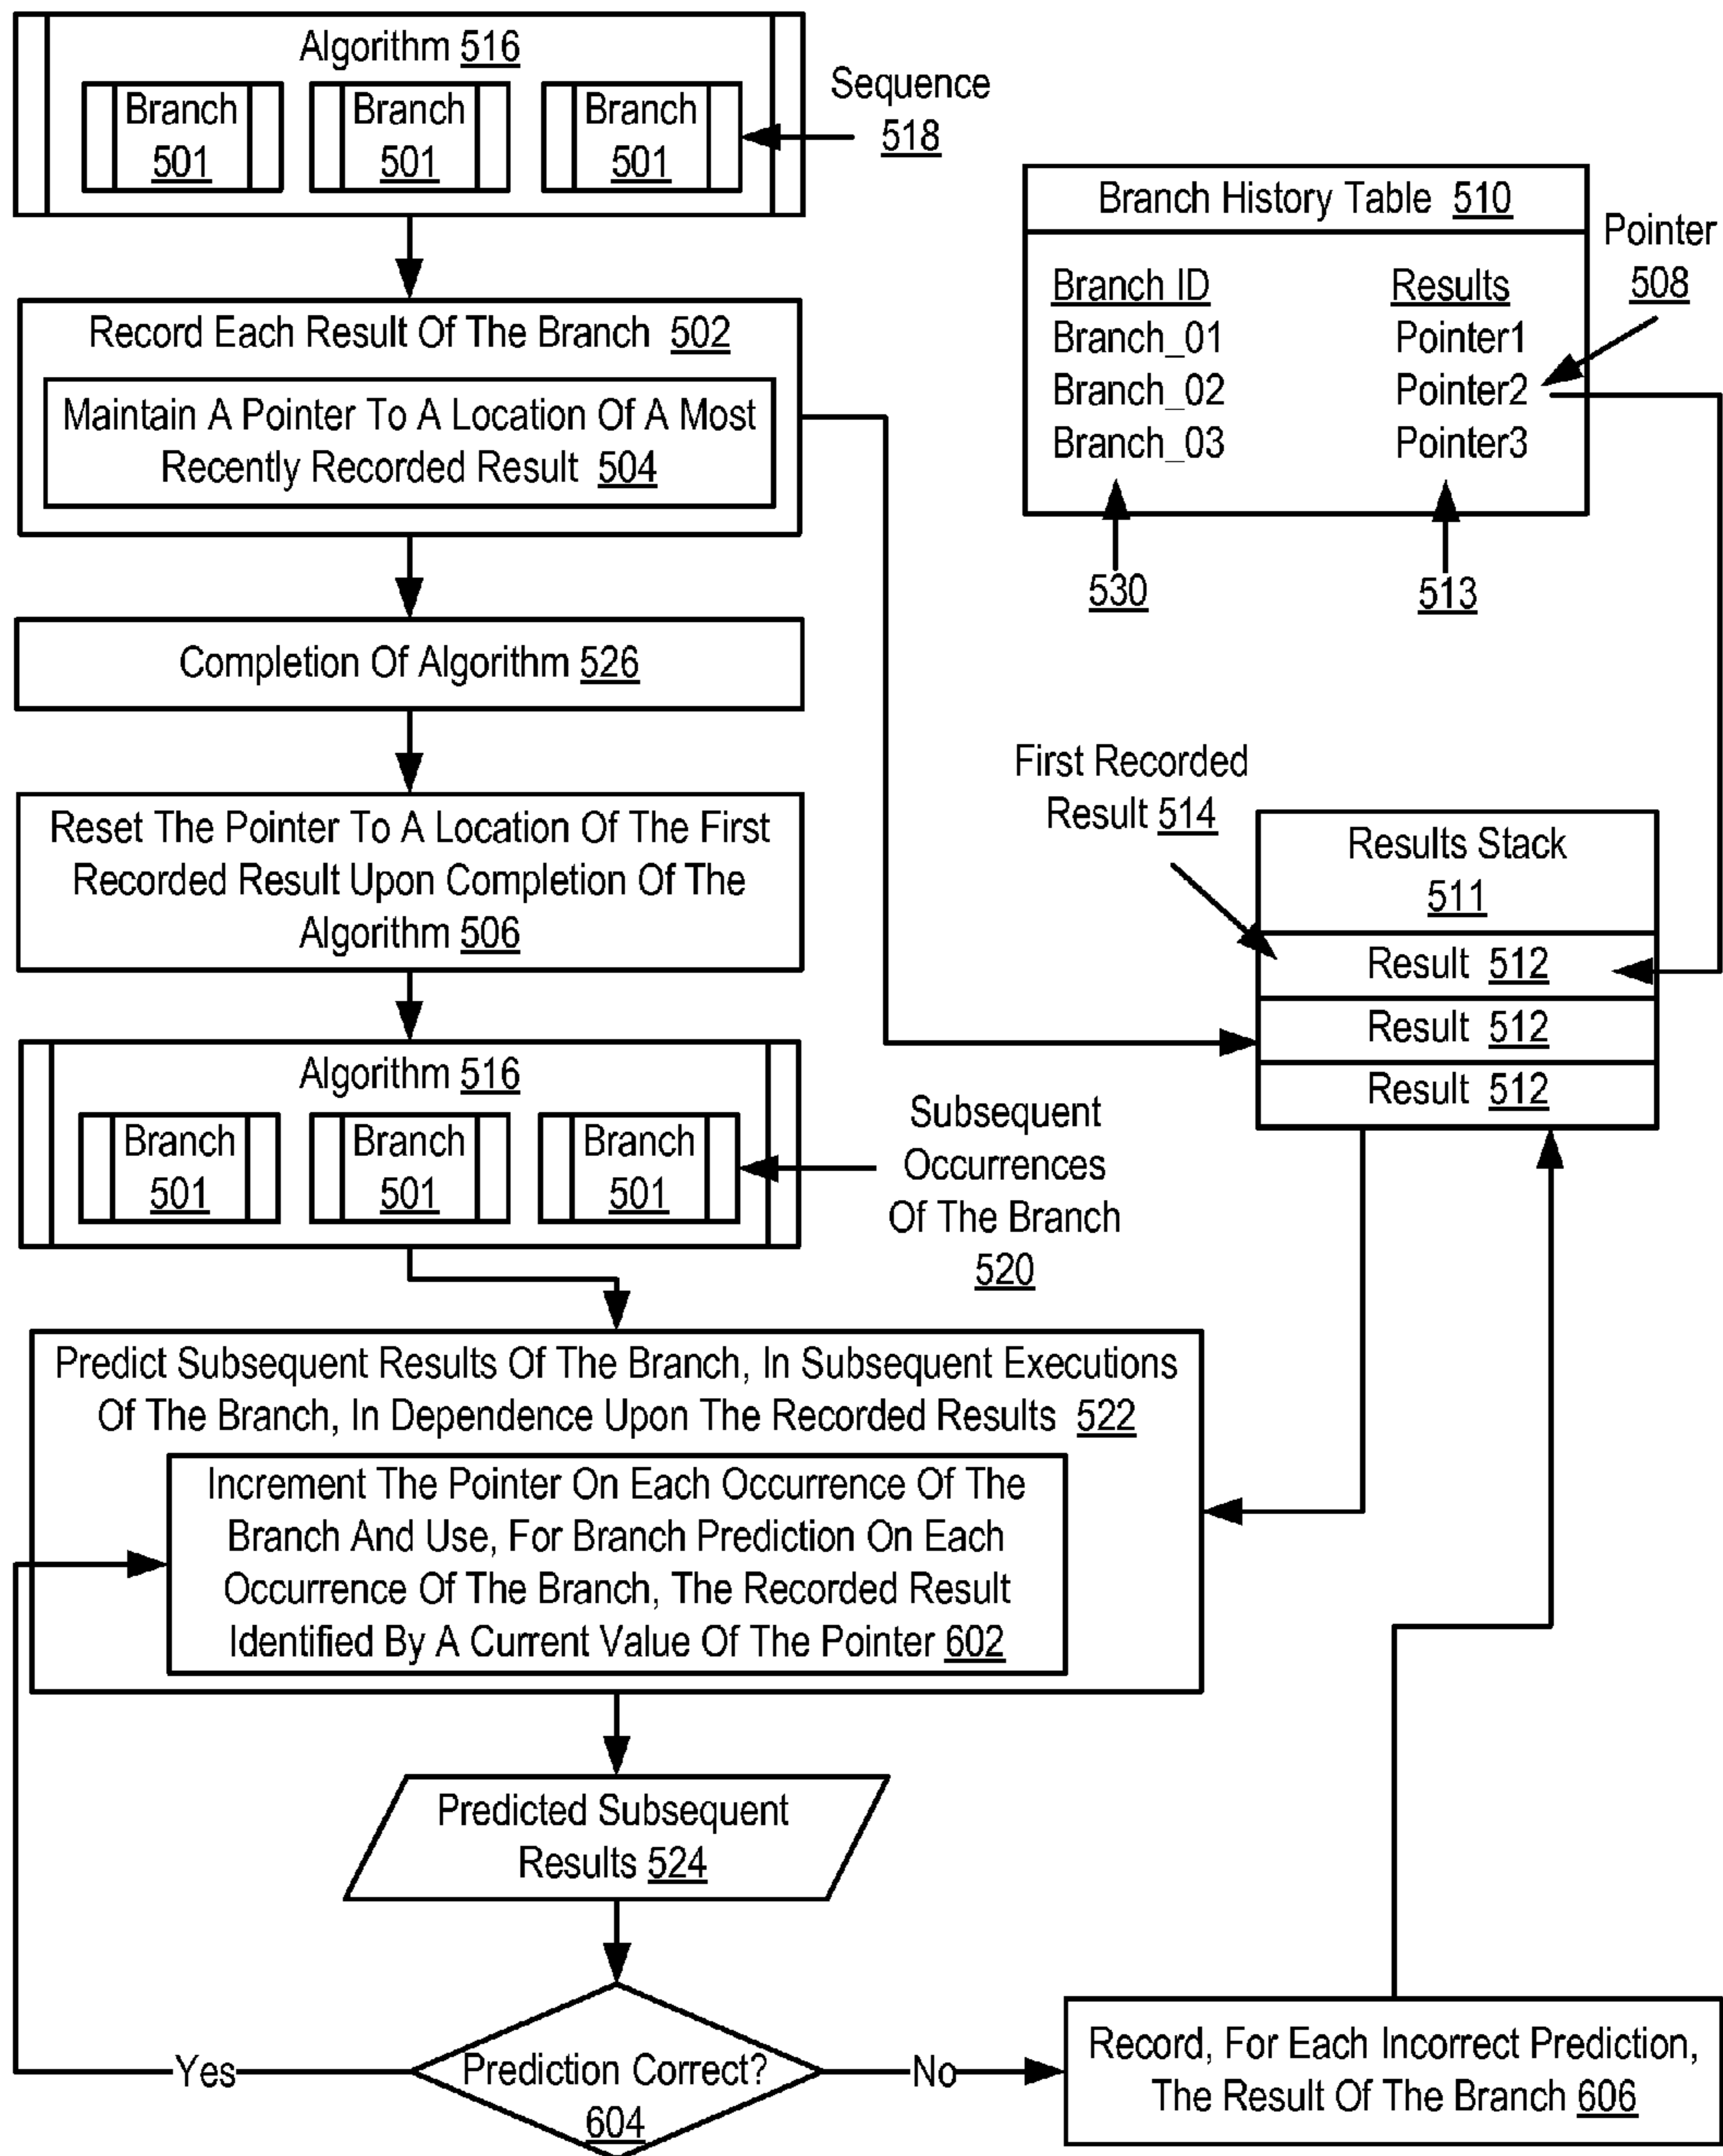 Algorithm 516
Branch
501
Branch
501
Branch
501
Sequence
518
Record Each Result Of The Branch 502
Maintain A Pointer To A Location Of A Most
Recently Recorded Result 504
Branch History Table 510
Branch ID Results
Branch_01 Pointer1
Branch_02 Pointer2
Branch_03 Pointer3
Pointer
508
530
513
Completion Of Algorithm 526
Reset The Pointer To A Location Of The First
Recorded Result Upon Completion Of The
Algorithm 506
First Recorded
Result 514
Results Stack
511
Result 512
Result 512
Result 512
Algorithm 516
Branch
501
Branch
501
Branch
501
Subsequent
Occurrences
Of The Branch
520
Predict Subsequent Results Of The Branch, In Subsequent Executions
Of The Branch, In Dependence Upon The Recorded Results 522
Increment The Pointer On Each Occurrence Of The
Branch And Use, For Branch Prediction On Each
Occurrence Of The Branch, The Recorded Result
Identified By A Current Value Of The Pointer 602
Predicted Subsequent
Results 524
Yes
Prediction Correct?
604
No
Record, For Each Incorrect Prediction,
The Result Of The Branch 606